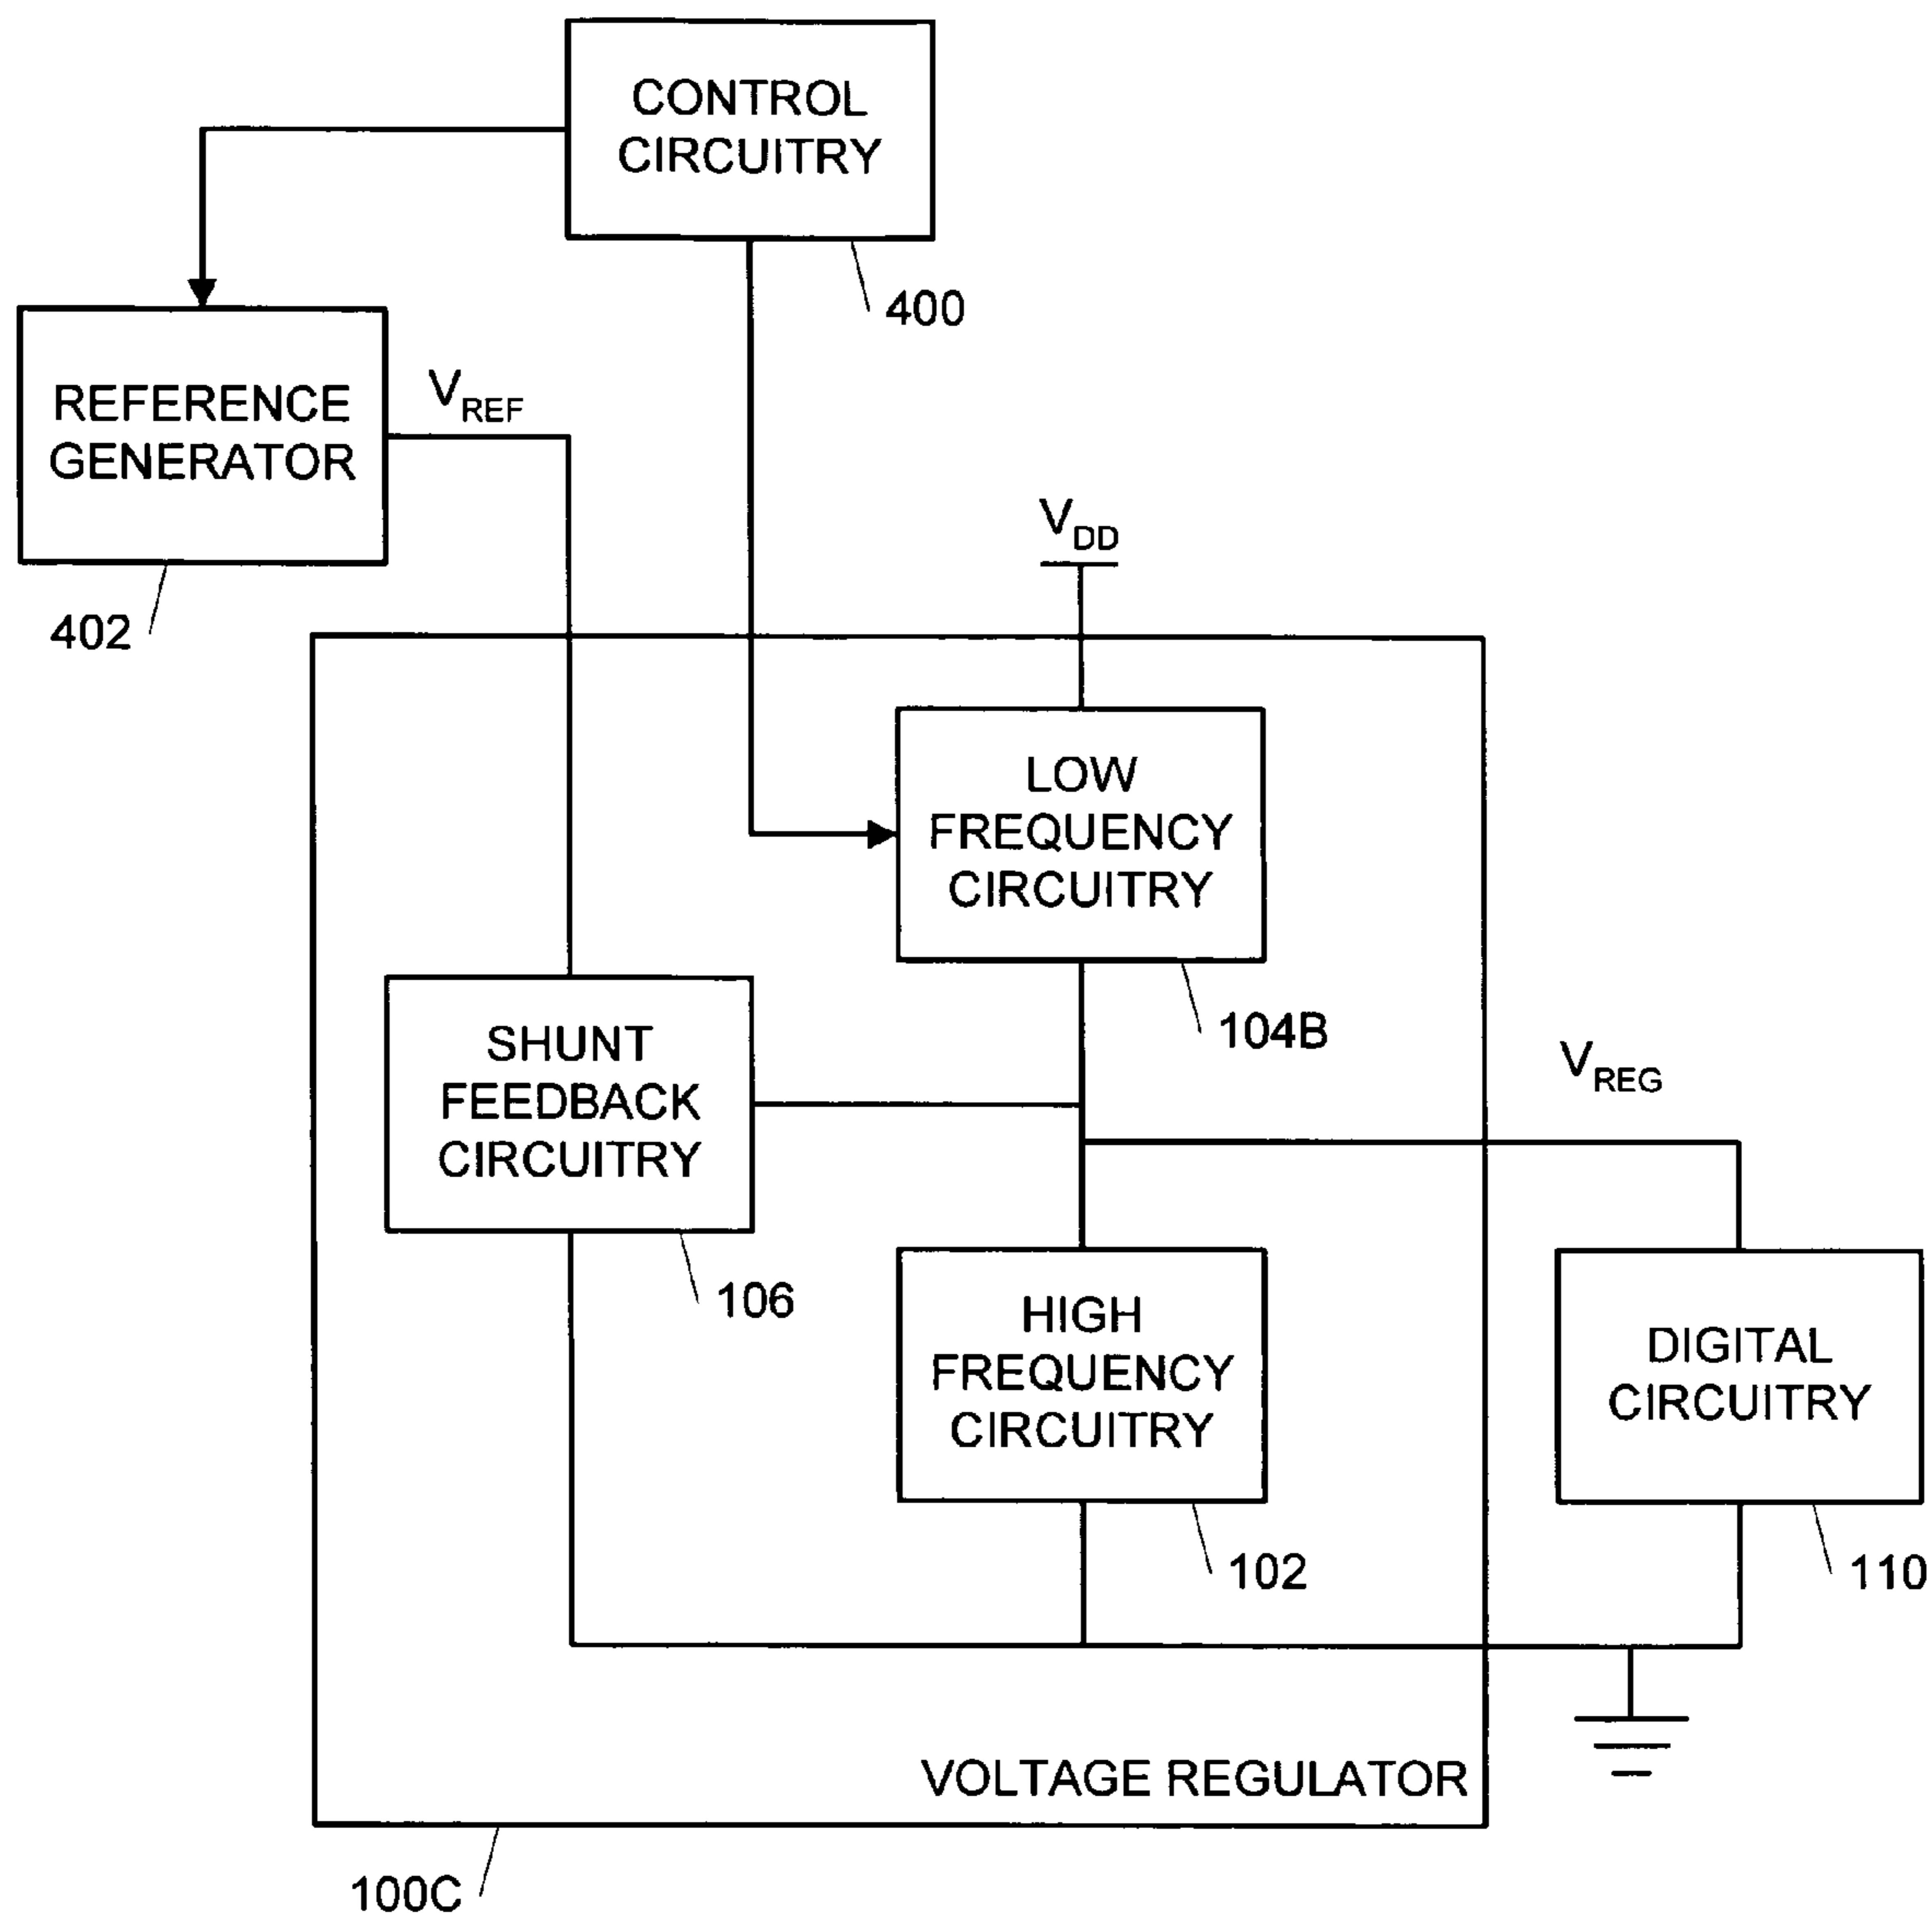 CONTROL
CIRCUITRY
400
REFERENCE
GENERATOR
402
VREF
VDD
LOW
FREQUENCY
CIRCUITRY
104B
SHUNT
FEEDBACK
CIRCUITRY
106
VREG
HIGH
FREQUENCY
CIRCUITRY
102
DIGITAL
CIRCUITRY
110
VOLTAGE REGULATOR
100C